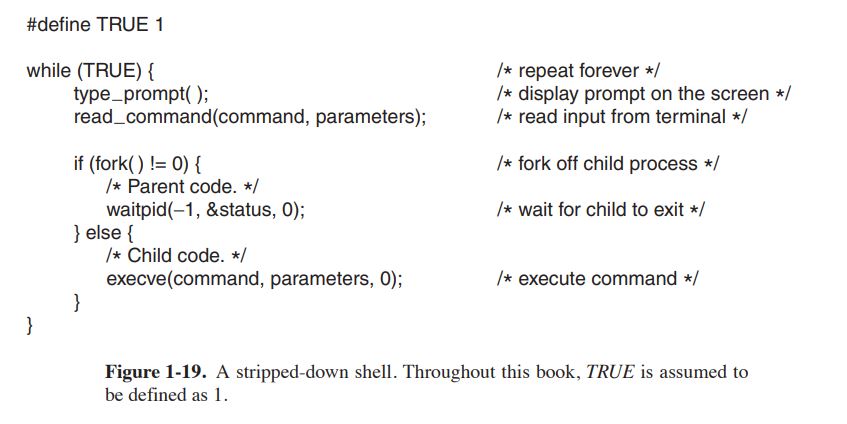 #define TRUE 1
while (TRUE) { /* repeat forever */
type_prompt( ); /* display prompt on the screen */
read_command(command, parameters); /* read input from terminal */
if (fork( ) != 0) { /* fork off child process */
/* Parent code. */
waitpid(−1, &status, 0); /* wait for child to exit */
} else {
/* Child code. */
execve(command, parameters, 0); /* execute command */
}
}
Figure 1-19. A stripped-down shell. Throughout this book, TRUE is assumed to
be defined as 1.